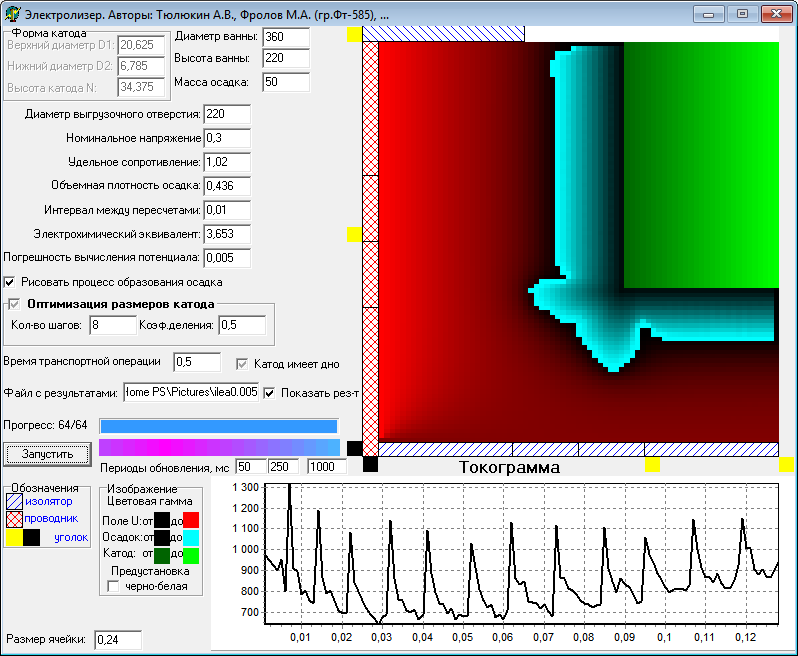 Электролизер. Авторы: Тюлюкин А.В., Фролов М.А. (гр.Фт-585), ...
Форма катода
Верхний диаметр D1: 20,625
Нижний диаметр D2: 6,785
Высота катода N: 34,375
Диаметр ванны: 360
Высота ванны: 220
Масса осадка: 50
Диаметр выгрузочного отверстия: 220
Номинальное напряжение 0,3
Удельное сопротивление: 1,02
Объемная плотность осадка: 0,436
Интервал между пересчетами: 0,01
Электрохимический эквивалент: 3,653
Погрешность вычисления потенциала: 0,005
Рисовать процесс образования осадка
Оптимизация размеров катода
Кол-во шагов: 8 Коэф.деления: 0,5
Время транспортной операции 0,5 Катод имеет дно
Файл с результатами: Home PS\Pictures\ilea0.005 Показать рез-т
Прогресс: 64/64
Запустить
Периоды обновления, мс 50 250 1000
Токограмма
Обозначения
изолятор
проводник
уголок
Изображение
Цветовая гамма
Поле U: от до
Осадок: от до
Катод: от до
Предустановка
черно-белая
Размер ячейки: 0,24
1 300
1 200
1 100
1 000
900
800
700
0,01 0,02 0,03 0,04 0,05 0,06 0,07 0,08 0,09 0,1 0,11 0,12